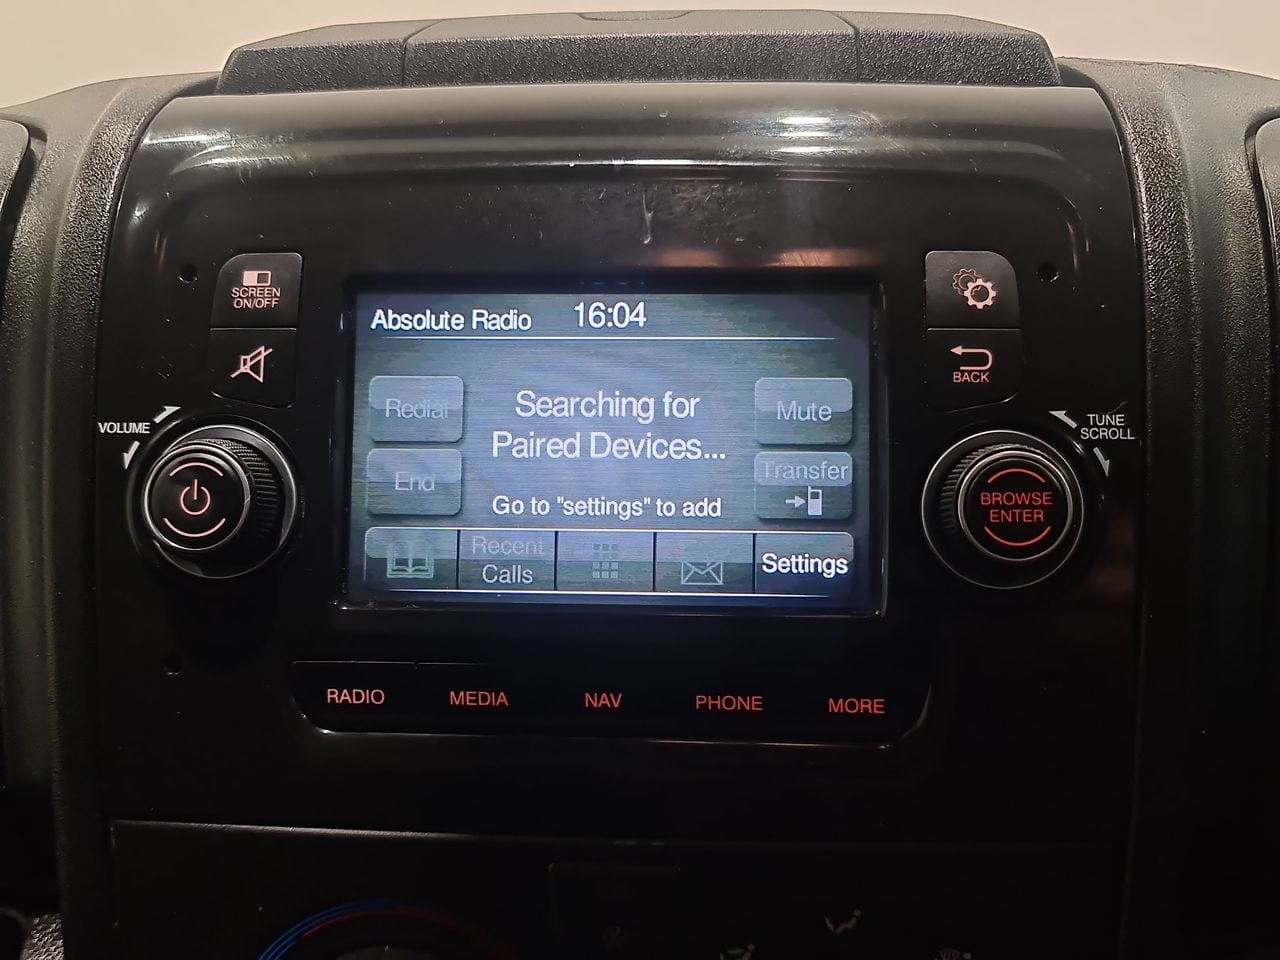 SCREEN
ON/OFF
VOLUME
Absolute Radio 16:04
Redial
End
Searching for
Paired Devices...
Go to "settings" to add
Mute
Transfer
Recent
Calls
Settings
BACK
TUNE
SCROLL
BROWSE
ENTER
RADIO
MEDIA
NAV
PHONE
MORE